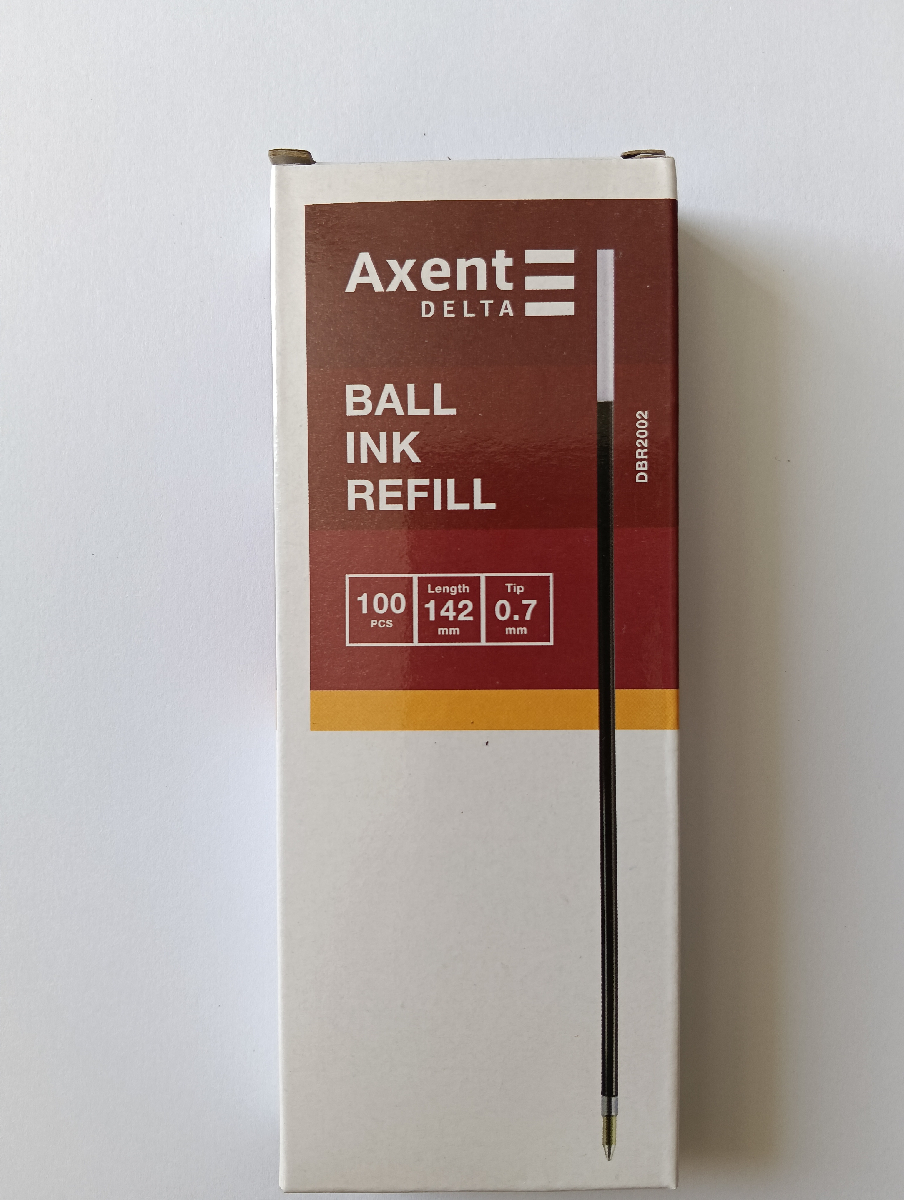 Axent
DELTA
BALL
INK
REFILL
DBR2002
100
PCS
Length
142
mm
Tip
0.7
mm